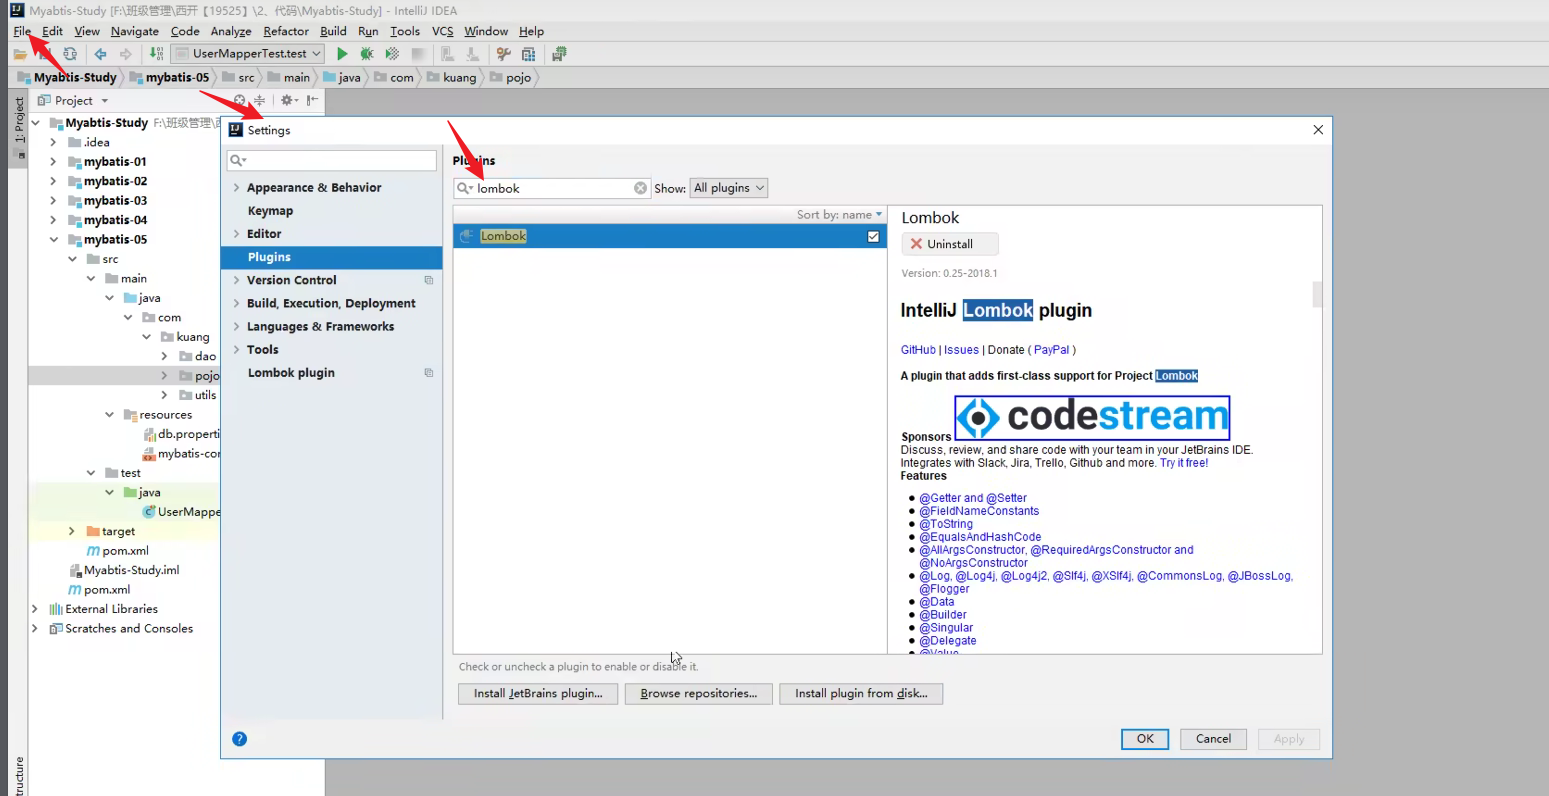 Myabtis-Study [F:\班级管理\西开【19525】\2、代码\Myabtis-Study] - IntelliJ IDEA
File Edit View Navigate Code Analyze Refactor Build Run Tools VCS Window Help
UserMapperTest.test
Myabtis-Study mybatis-05 src main java com kuang pojo
1: Project
Project
Myabtis-Study F:\班级管理\
.idea
mybatis-01
mybatis-02
mybatis-03
mybatis-04
mybatis-05
src
main
java
com
kuang
dao
pojo
utils
resources
db.properti
mybatis-cor
test
java
UserMappe
target
pom.xml
Myabtis-Study.iml
pom.xml
External Libraries
Scratches and Consoles
tructure
Settings
Appearance & Behavior
Keymap
Editor
Plugins
Version Control
Build, Execution, Deployment
Languages & Frameworks
Tools
Lombok plugin
Plugins
lombok
Show: All plugins
Sort by: name
Lombok
Check or uncheck a plugin to enable or disable it.
Install JetBrains plugin...
Browse repositories...
Install plugin from disk...
Lombok
Uninstall
Version: 0.25-2018.1
IntelliJ Lombok plugin
GitHub | Issues | Donate ( PayPal )
A plugin that adds first-class support for Project Lombok
codestream
Sponsors
Discuss, review, and share code with your team in your JetBrains IDE.
Integrates with Slack, Jira, Trello, Github and more. Try it free!
Features
@Getter and @Setter
@FieldNameConstants
@ToString
@EqualsAndHashCode
@AllArgsConstructor, @RequiredArgsConstructor and
@NoArgsConstructor
@Log, @Log4j, @Log4j2, @Slf4j, @XSlf4j, @CommonsLog, @JBossLog,
@Flogger
@Data
@Builder
@Singular
@Delegate
@Value
?
OK
Cancel
Apply